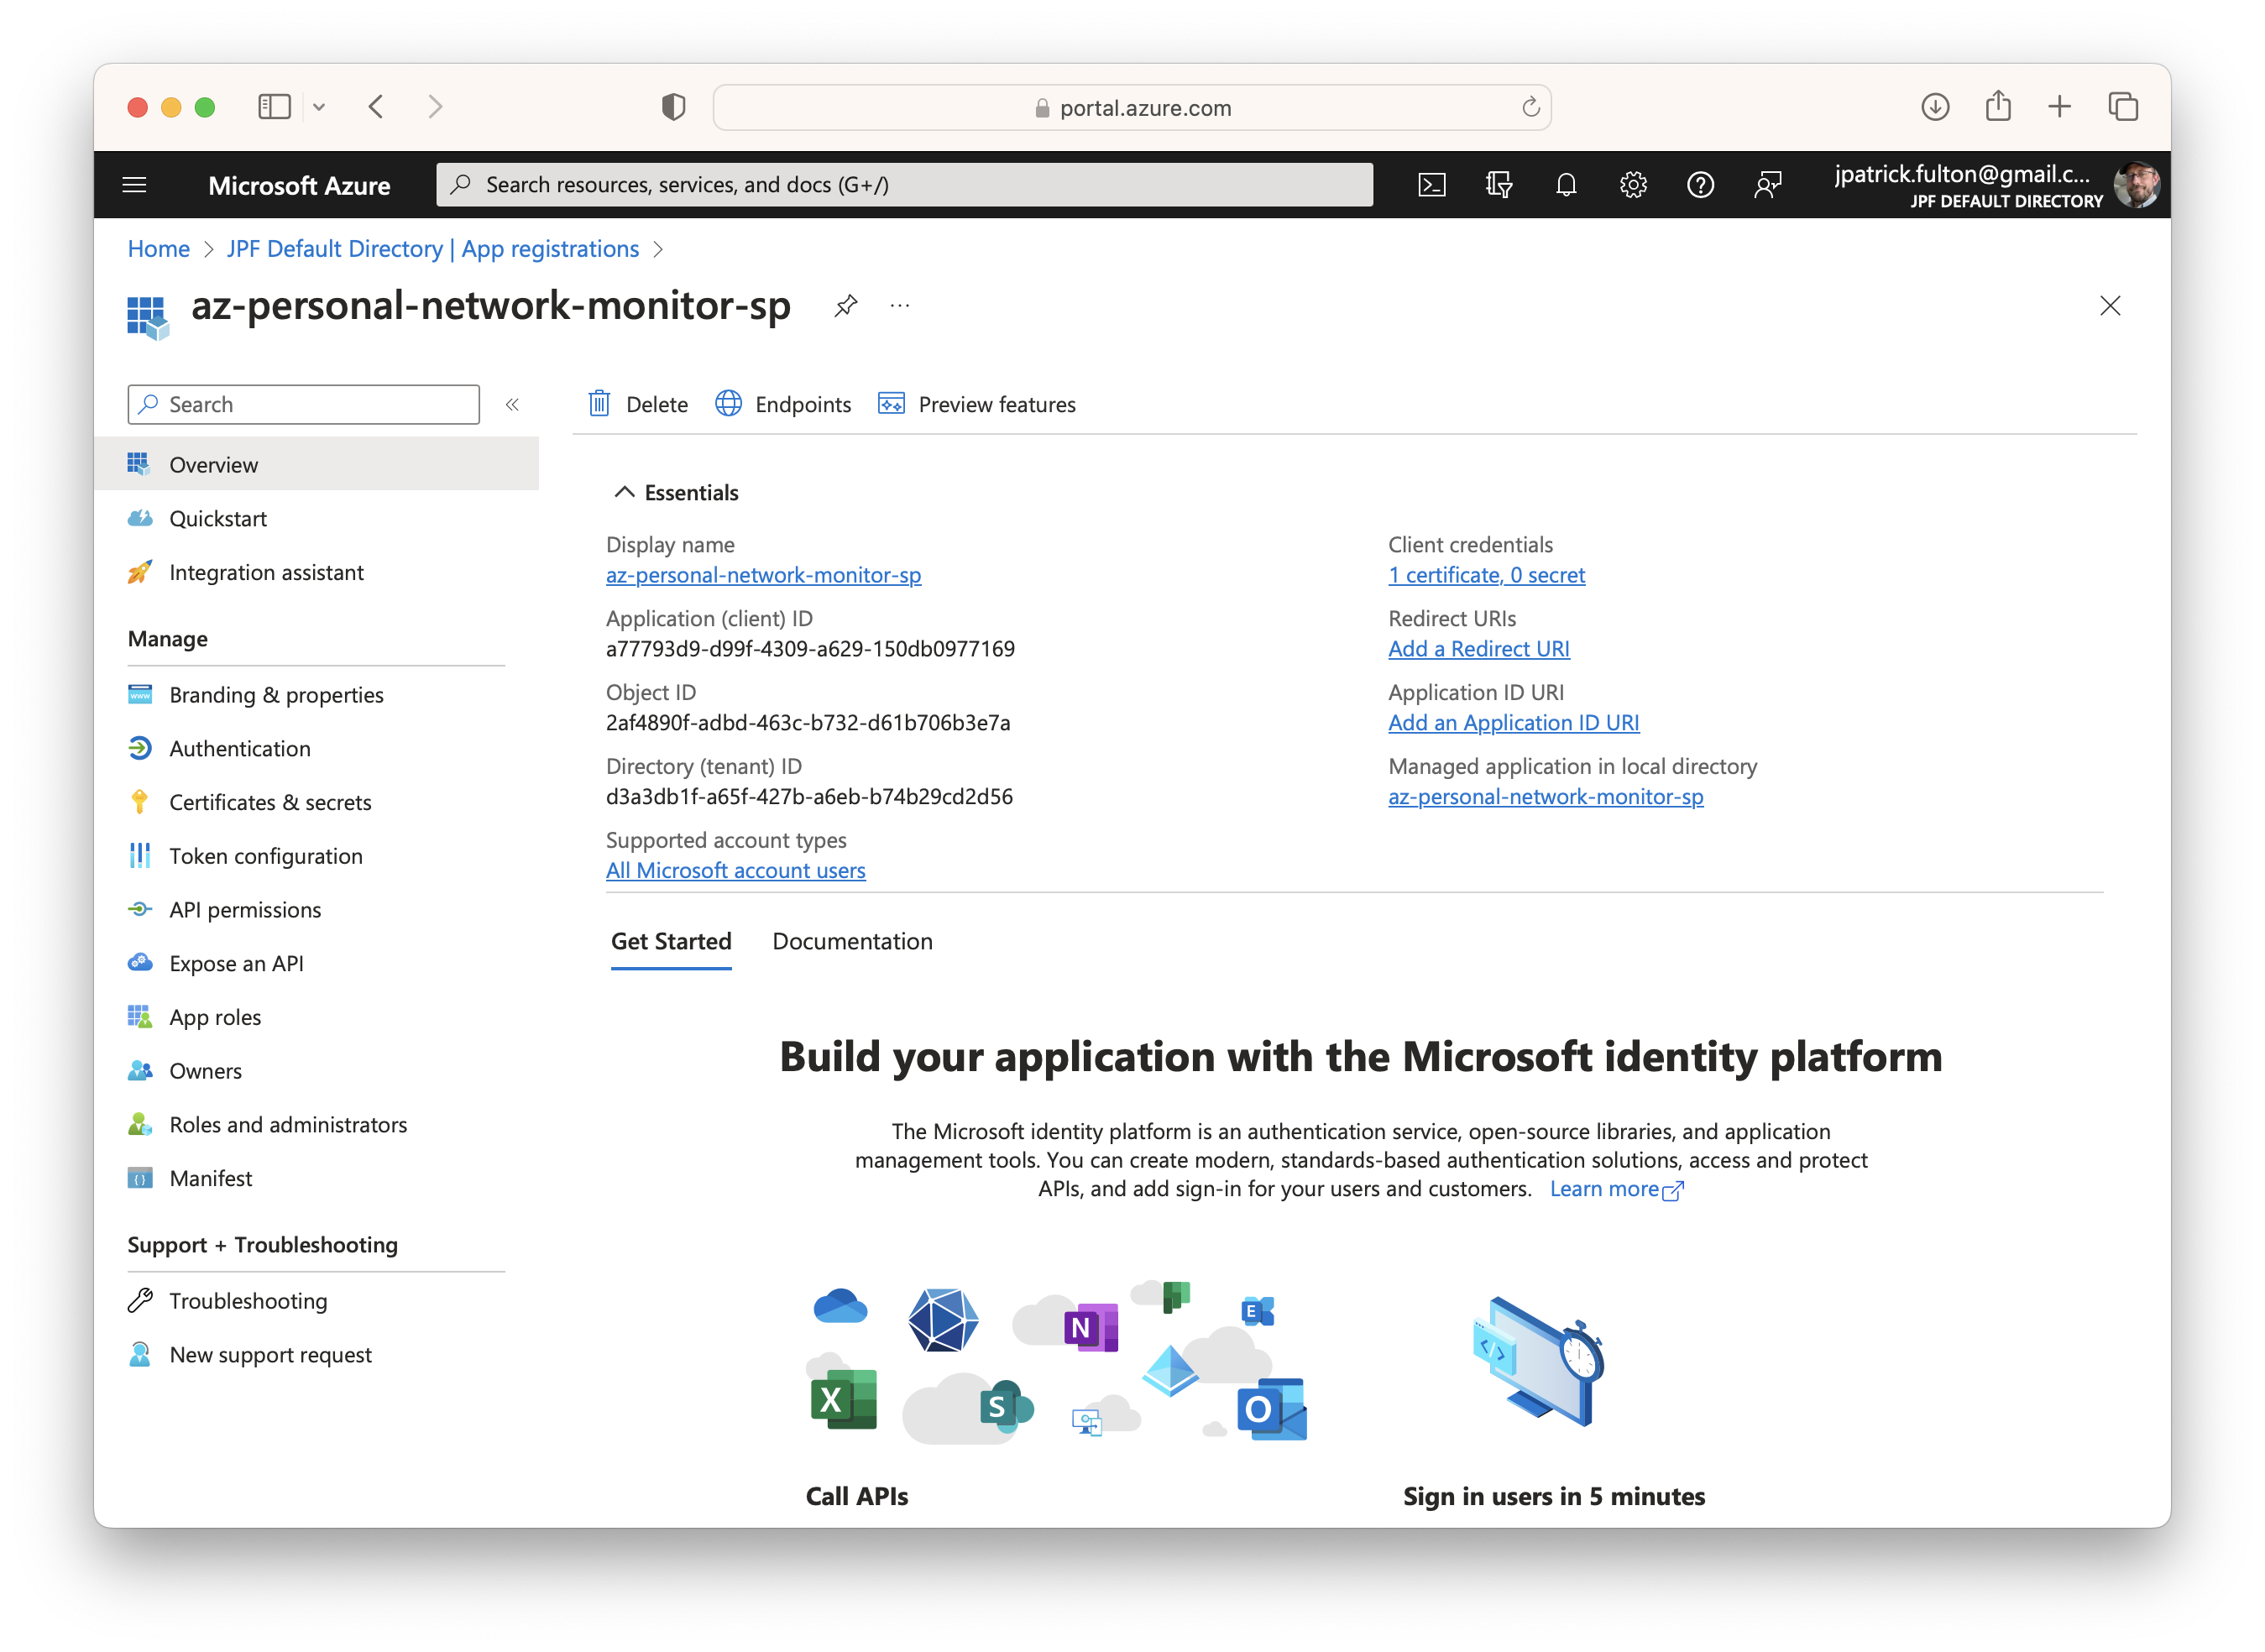 portal.azure.com
Microsoft Azure
Search resources, services, and docs (G+/)
jpatrick.fulton@gmail.c...
JPF DEFAULT DIRECTORY
Home > JPF Default Directory | App registrations >
az-personal-network-monitor-sp
Search
Delete Endpoints Preview features
Overview
Quickstart
Integration assistant
Manage
Branding & properties
Authentication
Certificates & secrets
Token configuration
API permissions
Expose an API
App roles
Owners
Roles and administrators
Manifest
Support + Troubleshooting
Troubleshooting
New support request
Essentials
Display name
az-personal-network-monitor-sp
Application (client) ID
a77793d9-d99f-4309-a629-150db0977169
Object ID
2af4890f-adbd-463c-b732-d61b706b3e7a
Directory (tenant) ID
d3a3db1f-a65f-427b-a6eb-b74b29cd2d56
Supported account types
All Microsoft account users
Client credentials
1 certificate, 0 secret
Redirect URIs
Add a Redirect URI
Application ID URI
Add an Application ID URI
Managed application in local directory
az-personal-network-monitor-sp
Get Started Documentation
Build your application with the Microsoft identity platform
The Microsoft identity platform is an authentication service, open-source libraries, and application
management tools. You can create modern, standards-based authentication solutions, access and protect
APIs, and add sign-in for your users and customers. Learn more
N
E
X
S
O
Call APIs
Sign in users in 5 minutes